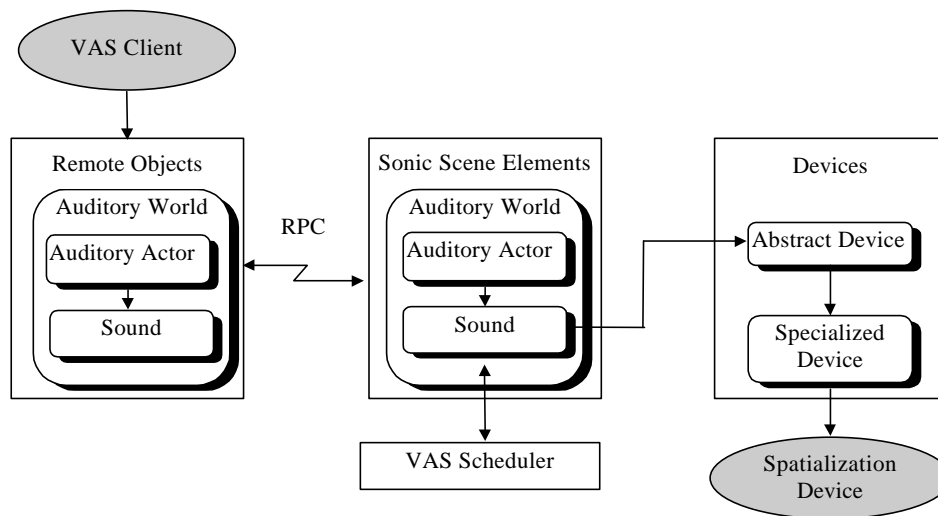 VAS Client
Remote Objects
Auditory World
Auditory Actor
Sound
RPC
Sonic Scene Elements
Auditory World
Auditory Actor
Sound
VAS Scheduler
Devices
Abstract Device
Specialized
Device
Spatialization
Device